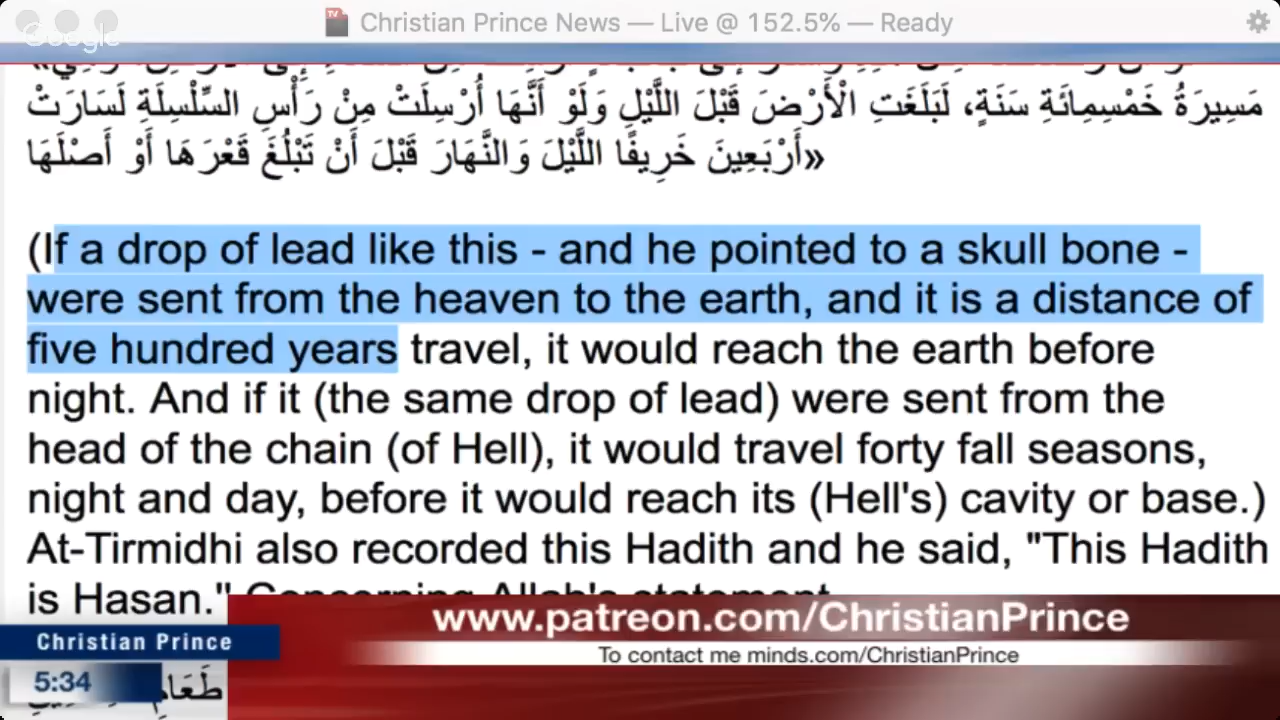 Christian Prince News — Live @ 152.5% — Ready
Google
مَسِيرَةُ خَمْسِمِائَةِ سَنَةٍ، لَبَلَغَتِ الْأَرْضَ قَبْلَ اللَّيْلِ وَلَوْ أَنَّهَا أُرْسِلَتْ مِنْ رَأْسِ السِّلْسِلَةِ لَسَارَتْ
أَرْبَعِينَ خَرِيفًا اللَّيْلَ وَالنَّهَارَ قَبْلَ أَنْ تَبْلُغَ قَعْرَهَا أَوْ أَصْلَهَا»
(If a drop of lead like this - and he pointed to a skull bone -
were sent from the heaven to the earth, and it is a distance of
five hundred years travel, it would reach the earth before
night. And if it (the same drop of lead) were sent from the
head of the chain (of Hell), it would travel forty fall seasons,
night and day, before it would reach its (Hell's) cavity or base.)
At-Tirmidhi also recorded this Hadith and he said, "This Hadith
is Hasan." Concerning Allah's statement
www.patreon.com/ChristianPrince
Christian Prince
To contact me minds.com/ChristianPrince
5:34